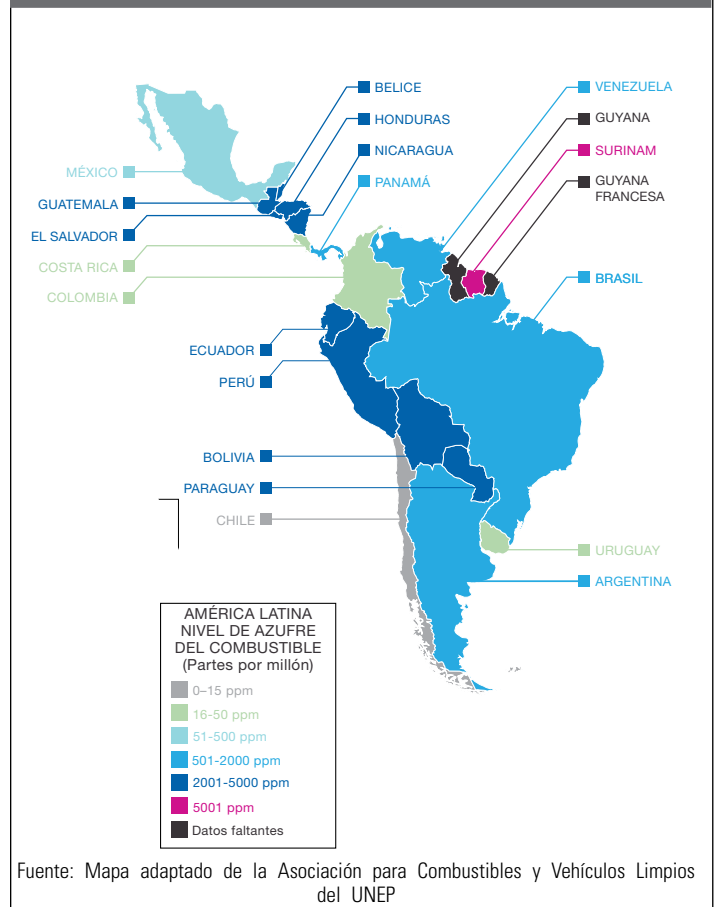 BELICE
HONDURAS
NICARAGUA
PANAMÁ
VENEZUELA
GUYANA
SURINAM
GUYANA
FRANCESA
BRASIL
MÉXICO
GUATEMALA
EL SALVADOR
COSTA RICA
COLOMBIA
ECUADOR
PERÚ
BOLIVIA
PARAGUAY
CHILE
URUGUAY
ARGENTINA
AMÉRICA LATINA
NIVEL DE AZUFRE
DEL COMBUSTIBLE
(Partes por millón)
0–15 ppm
16-50 ppm
51-500 ppm
501-2000 ppm
2001-5000 ppm
5001 ppm
Datos faltantes
Fuente: Mapa adaptado de la Asociación para Combustibles y Vehículos Limpios
del UNEP